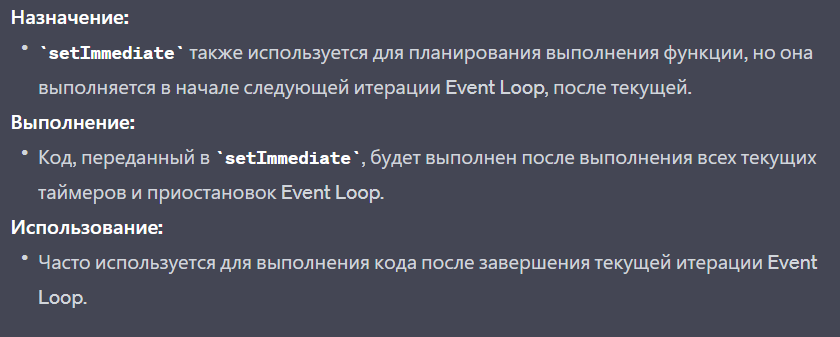 Назначение:
• `setImmediate` также используется для планирования выполнения функции, но она
выполняется в начале следующей итерации Event Loop, после текущей.
Выполнение:
• Код, переданный в `setImmediate`, будет выполнен после выполнения всех текущих
таймеров и приостановок Event Loop.
Использование:
• Часто используется для выполнения кода после завершения текущей итерации Event
Loop.